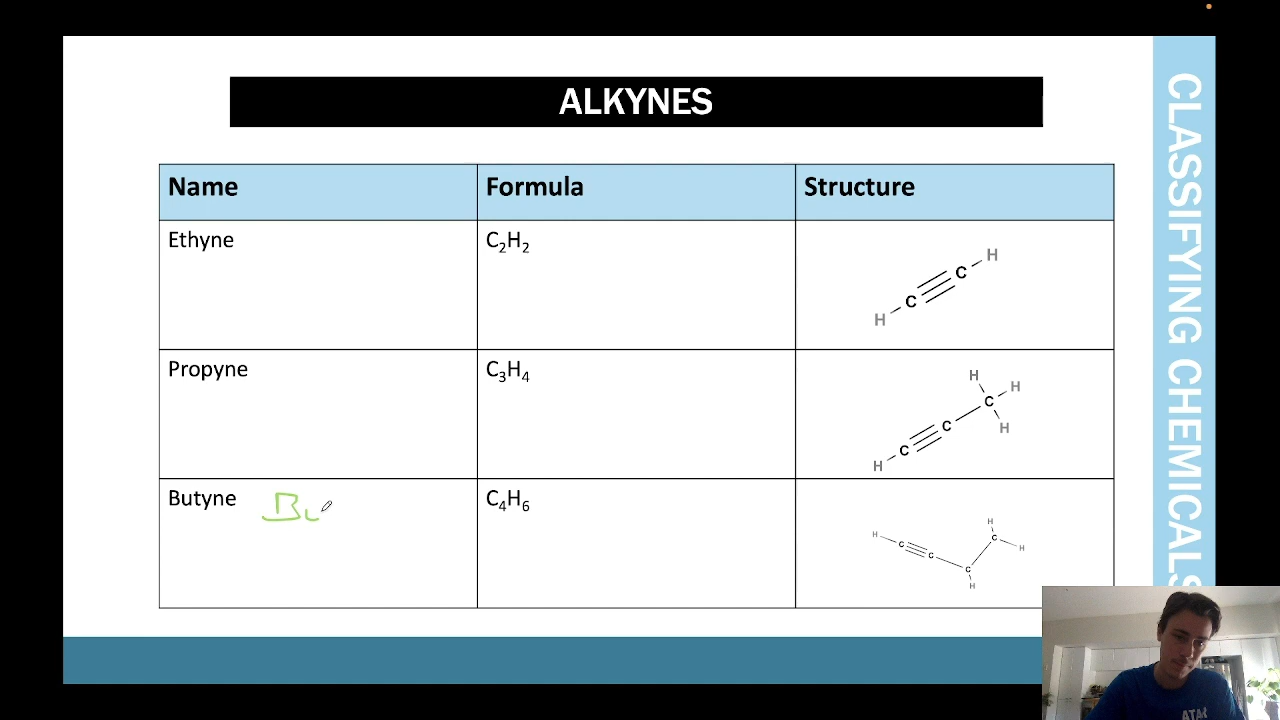 ALKYNES
CLASSIFYING CHEMICALS
Name Formula Structure
Ethyne C₂H₂
H
C
C
H
Propyne C₃H₄
H
H
C
C
H
C
H
Butyne C₄H₆
H
H
C
C
H
C
C
H